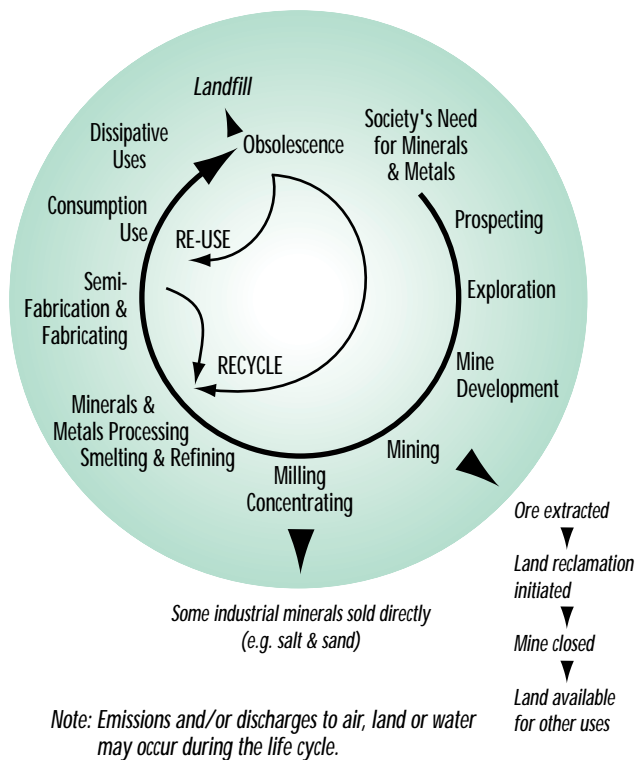 Landfill
Obsolescence
Society's Need
for Minerals
& Metals
Prospecting
Exploration
Mine
Development
Mining
Milling
Concentrating
Minerals &
Metals Processing
Smelting & Refining
Semi-
Fabrication &
Fabricating
Consumption
Use
Dissipative
Uses
RE-USE
RECYCLE
Ore extracted
Land reclamation
initiated
Mine closed
Land available
for other uses
Some industrial minerals sold directly
(e.g. salt & sand)
Note: Emissions and/or discharges to air, land or water
may occur during the life cycle.